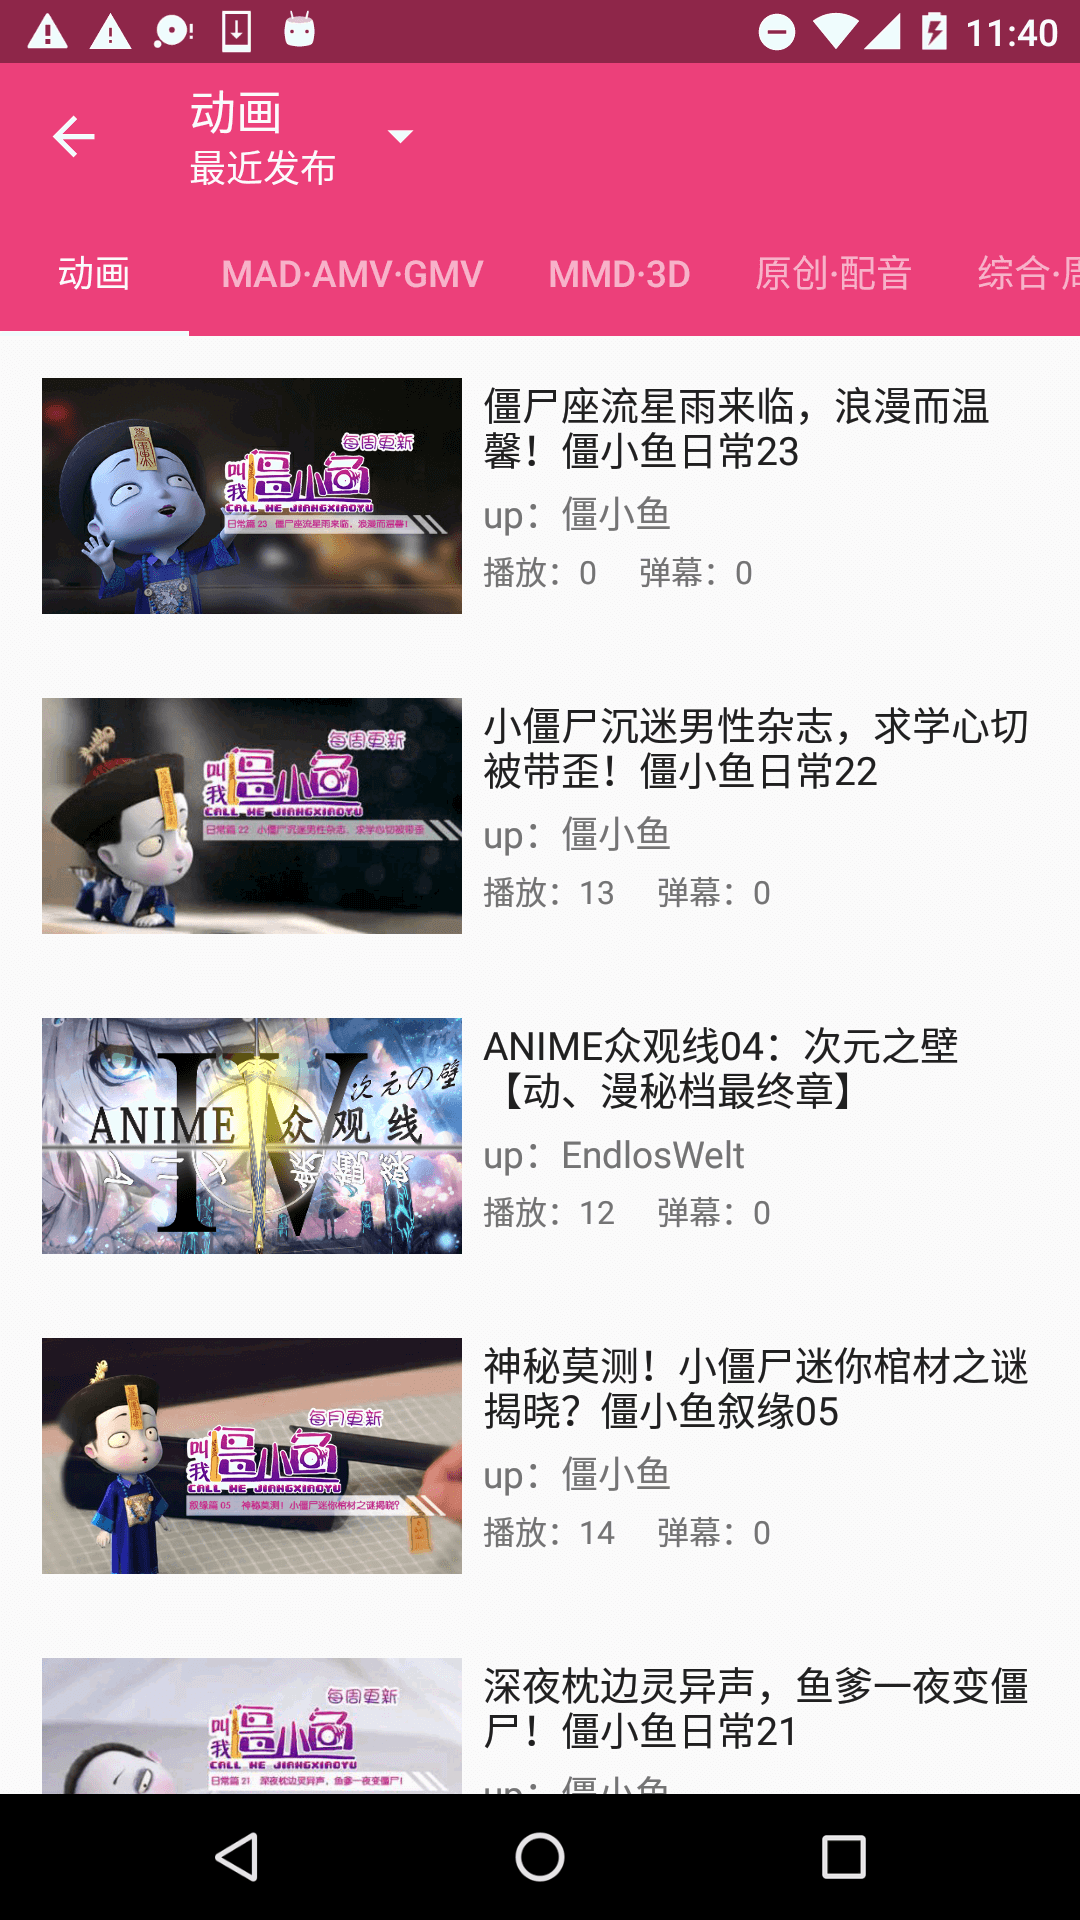 11:40
动画
最近发布
动画 MAD·AMV·GMV MMD·3D 原创·配音 综合·
每周更新
叫我僵小鱼
CALL ME JIANGXIAOYU
日常篇 23 僵尸座流星雨来临，浪漫而温馨！
僵尸座流星雨来临，浪漫而温
馨！僵小鱼日常23
up：僵小鱼
播放：0 弹幕：0
每周更新
叫我僵小鱼
CALL ME JIANGXIAOYU
日常篇 22 小僵尸沉迷男性杂志，求学心切被带歪
小僵尸沉迷男性杂志，求学心切
被带歪！僵小鱼日常22
up：僵小鱼
播放：13 弹幕：0
IV
次元の壁
ANIME 众观线
ANIME众观线04：次元之壁
【动、漫秘档最终章】
up：EndlosWelt
播放：12 弹幕：0
每月更新
叫我僵小鱼
CALL ME JIANGXIAOYU
叙缘篇 05 神秘莫测！小僵尸迷你棺材之谜揭晓？
神秘莫测！小僵尸迷你棺材之谜
揭晓？僵小鱼叙缘05
up：僵小鱼
播放：14 弹幕：0
每周更新
叫我僵小鱼
CALL ME JIANGXIAOYU
日常篇 21 深夜枕边灵异声，鱼爹一夜变僵尸！
深夜枕边灵异声，鱼爹一夜变僵
尸！僵小鱼日常21
up：僵小鱼